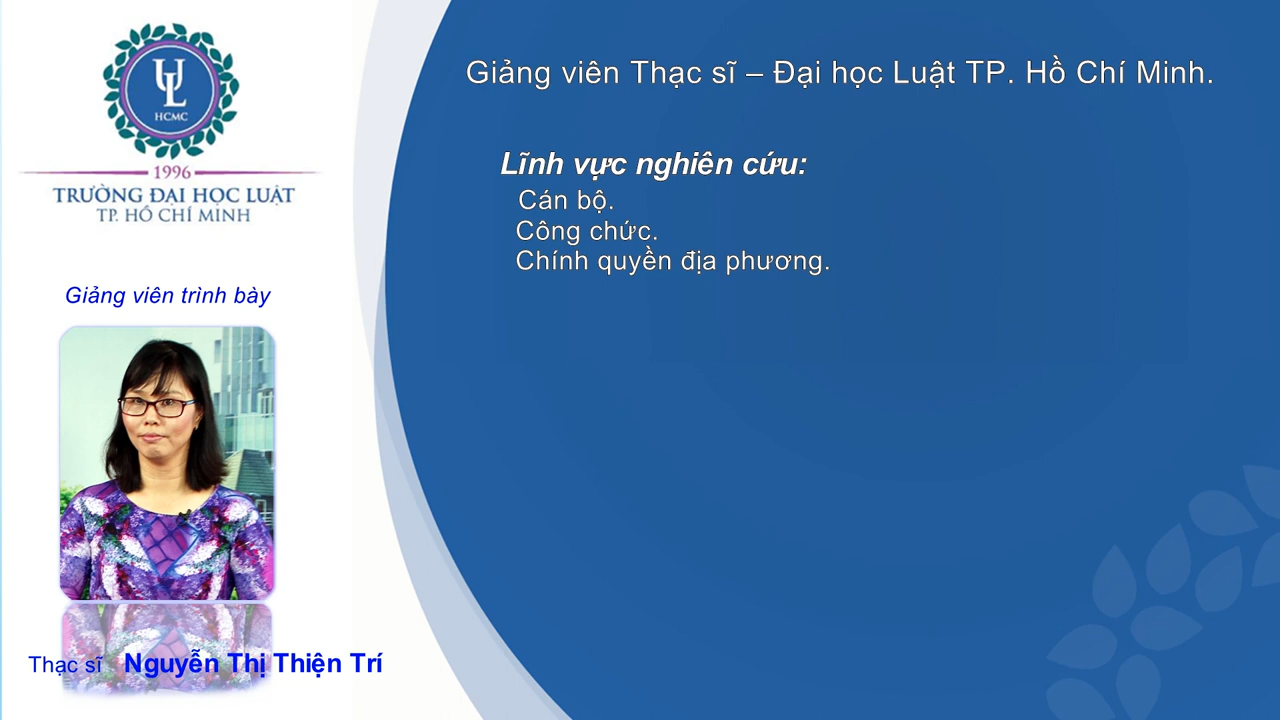 UL
HCMC
1996
TRƯỜNG ĐẠI HỌC LUẬT
TP. HỒ CHÍ MINH
Giảng viên trình bày
Thạc sĩ Nguyễn Thị Thiện Trí
Giảng viên Thạc sĩ – Đại học Luật TP. Hồ Chí Minh.
Lĩnh vực nghiên cứu:
Cán bộ.
Công chức.
Chính quyền địa phương.